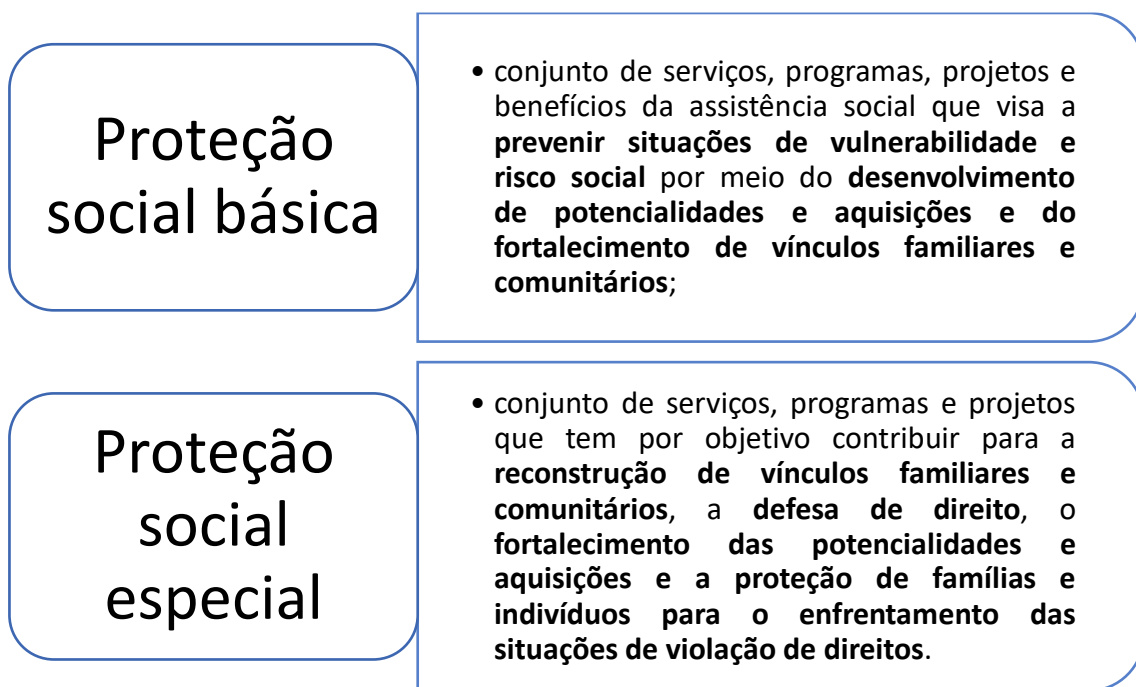 Proteção
social básica
• conjunto de serviços, programas, projetos e
benefícios da assistência social que visa a
prevenir situações de vulnerabilidade e
risco social por meio do desenvolvimento
de potencialidades e aquisições e do
fortalecimento de vínculos familiares e
comunitários;
Proteção
social
especial
• conjunto de serviços, programas e projetos
que tem por objetivo contribuir para a
reconstrução de vínculos familiares e
comunitários, a defesa de direito, o
fortalecimento das potencialidades e
aquisições e a proteção de famílias e
indivíduos para o enfrentamento das
situações de violação de direitos.